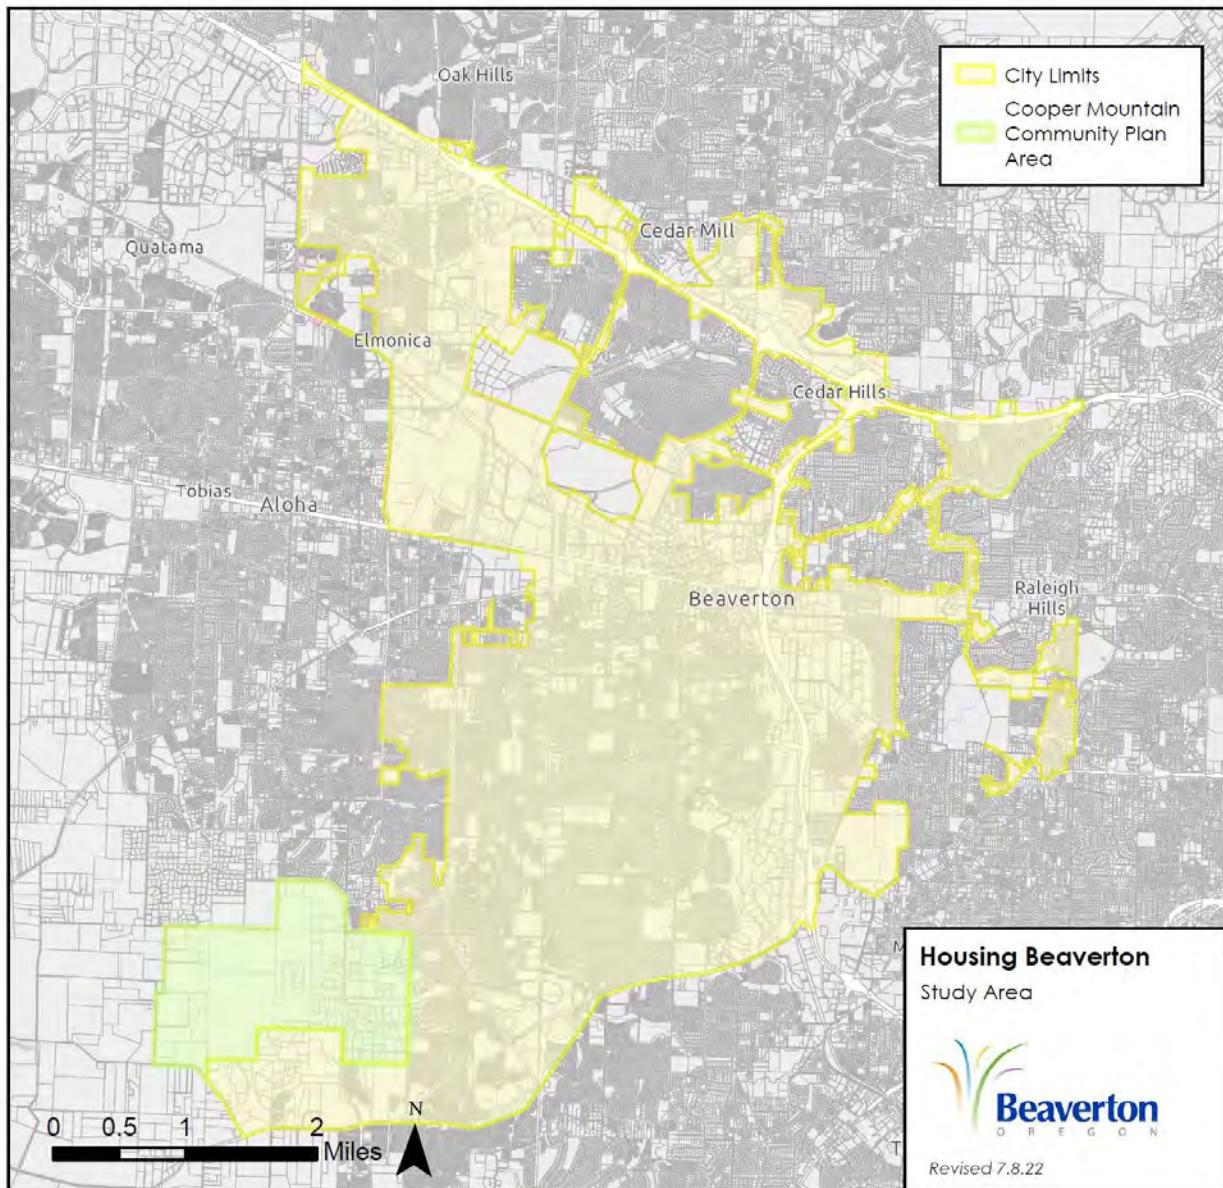 Oak Hills
City Limits
Cooper Mountain
Community Plan
Area
Cedar Mill
Quatama
Elmonica
Cedar Hills
Tobias
Aloha
Beaverton
Raleigh
Hills
Housing Beaverton
Study Area
Beaverton
OREGON
Revised 7.8.22
N
0 0.5 1 2
Miles